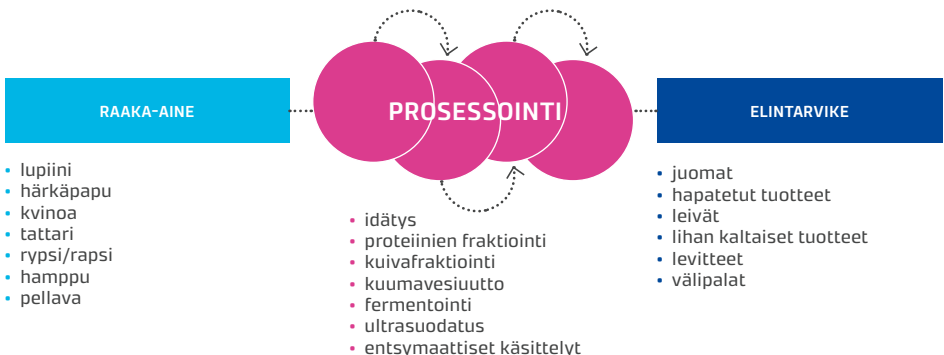 RAAKA-AINE
• lupiini
• härkäpapu
• kvinoa
• tattari
• rypsi/rapsi
• hamppu
• pellava
PROSESSOINTI
• idätys
• proteiinien fraktiointi
• kuivafraktiointi
• kuumavesiuutto
• fermentointi
• ultrasuodatus
• entsymaattiset käsittelyt
ELINTARVIKE
• juomat
• hapatetut tuotteet
• leivät
• lihan kaltaiset tuotteet
• levitteet
• välipalat